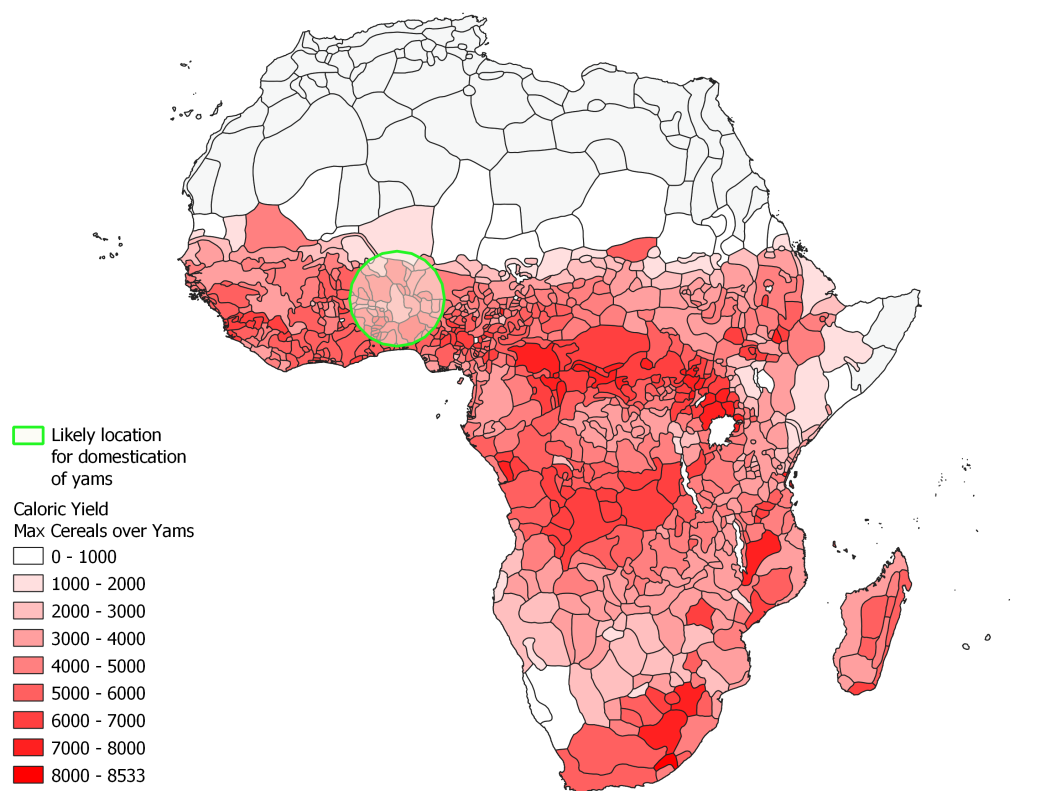 Likely location
for domestication
of yams
Caloric Yield
Max Cereals over Yams
0 - 1000
1000 - 2000
2000 - 3000
3000 - 4000
4000 - 5000
5000 - 6000
6000 - 7000
7000 - 8000
8000 - 8533